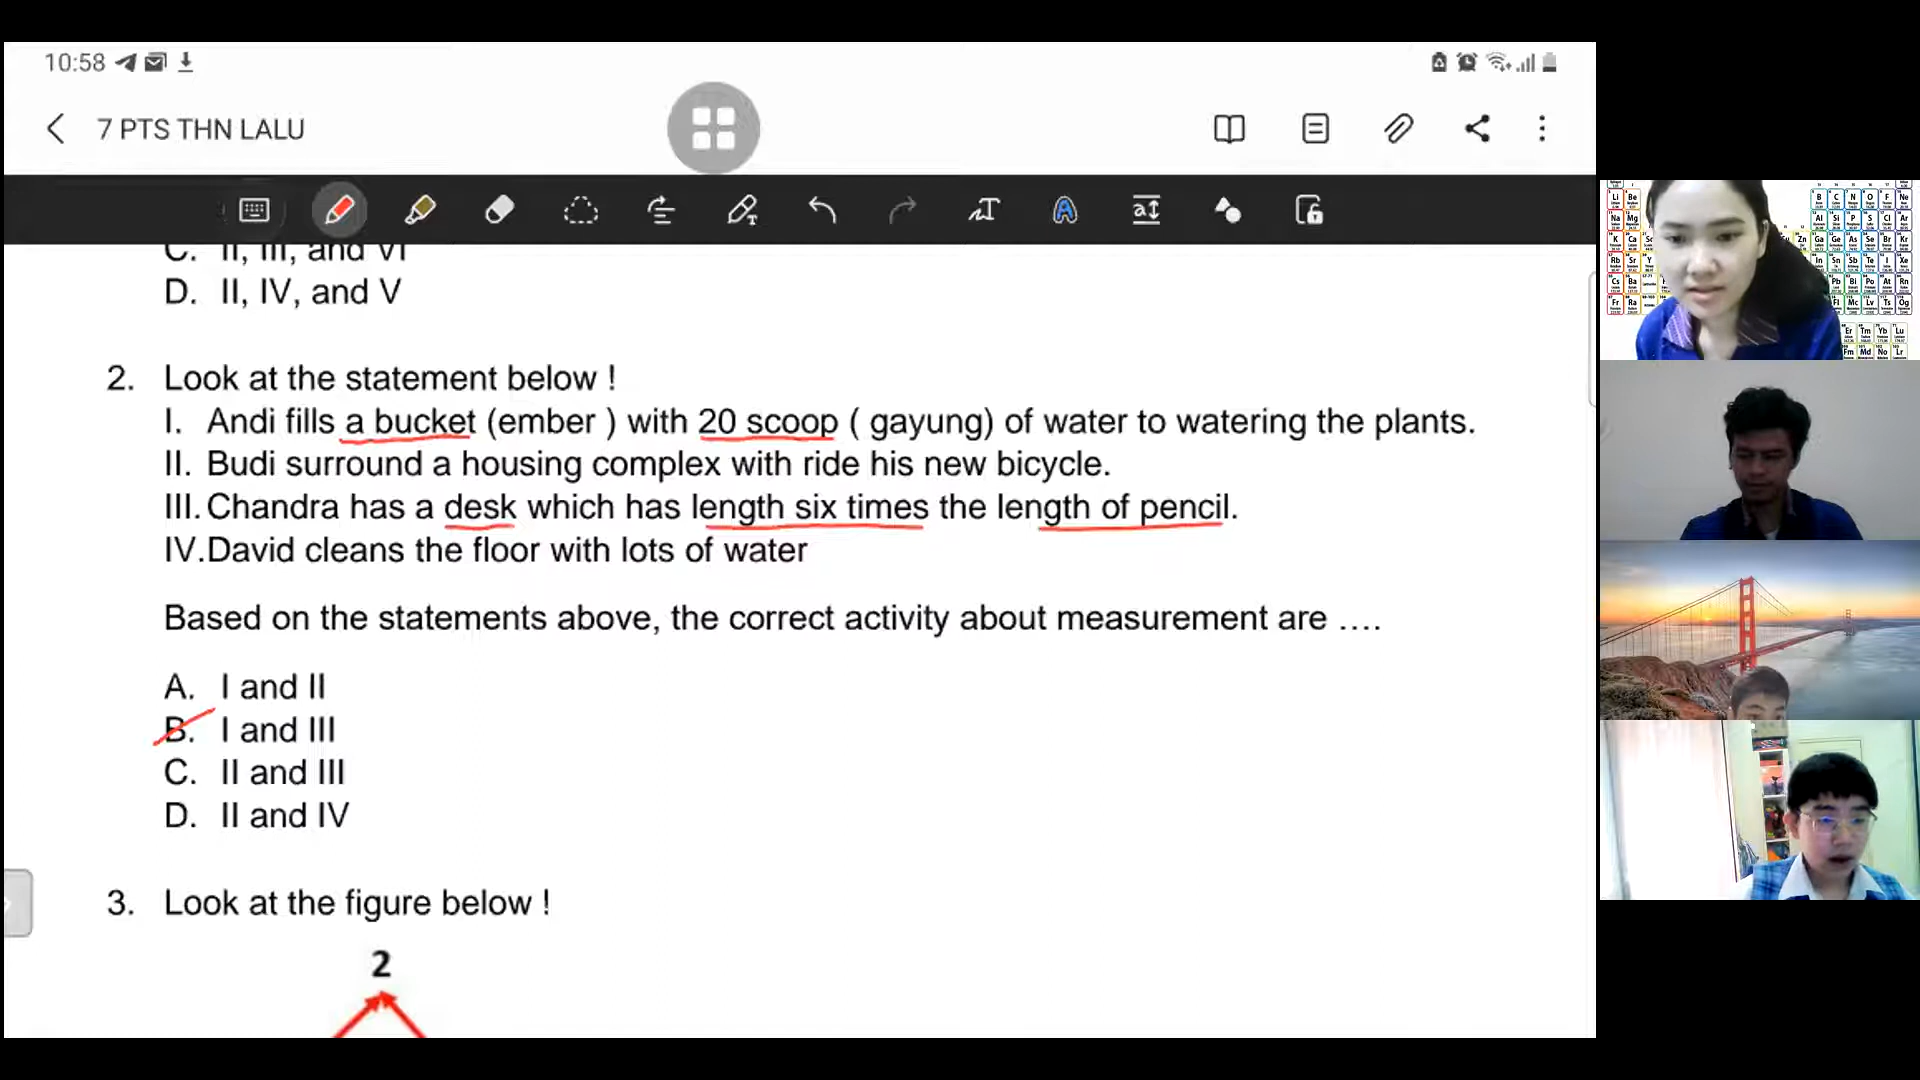 10:58
7 PTS THN LALU
C. II, III, and VI
D. II, IV, and V
2. Look at the statement below !
I. Andi fills a bucket (ember ) with 20 scoop ( gayung) of water to watering the plants.
II. Budi surround a housing complex with ride his new bicycle.
III. Chandra has a desk which has length six times the length of pencil.
IV.David cleans the floor with lots of water
Based on the statements above, the correct activity about measurement are ….
A. I and II
B. I and III
C. II and III
D. II and IV
3. Look at the figure below !
2